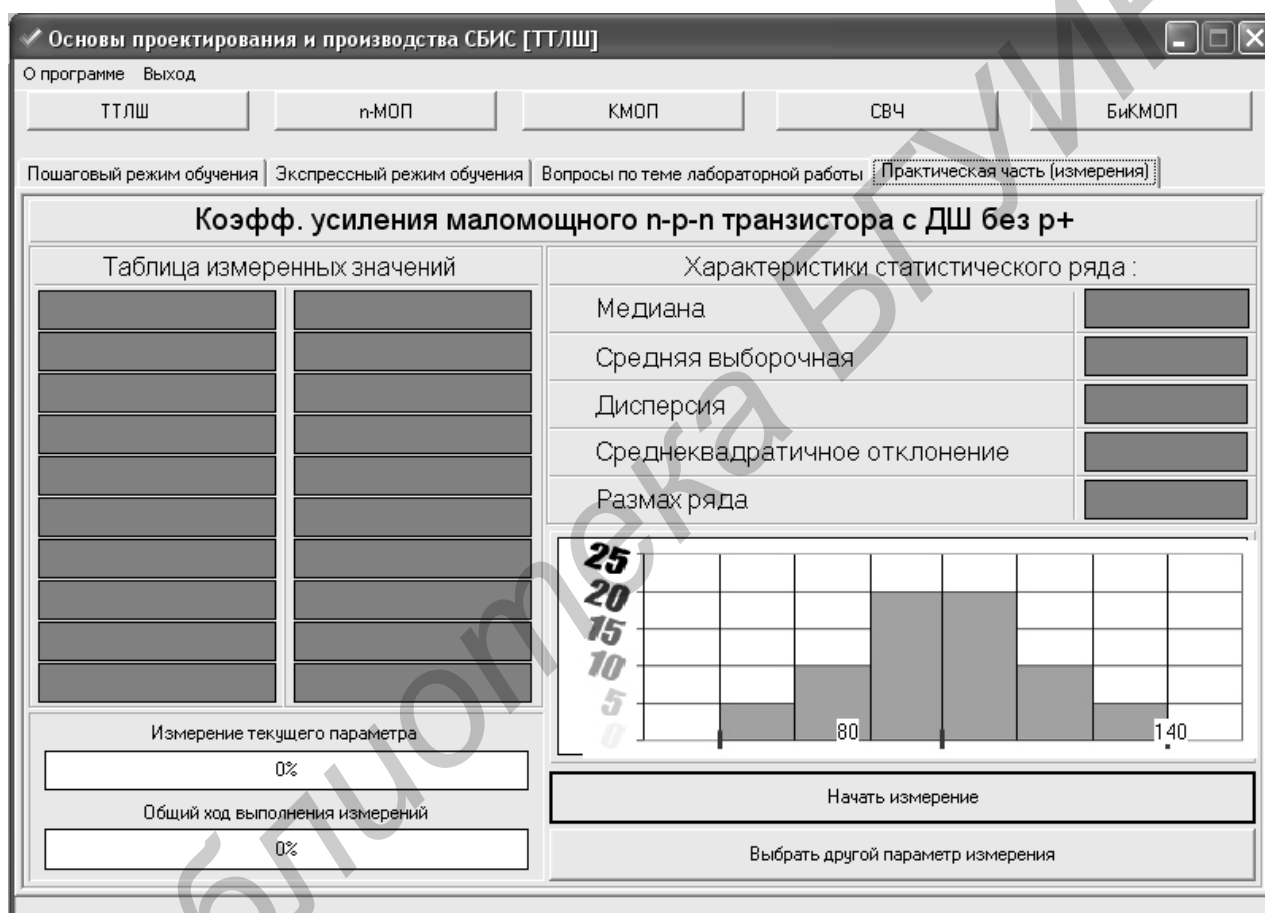 Основы проектирования и производства СБИС [ТТЛШ]
О программе Выход
ТТЛШ n-МОП КМОП СВЧ БиКМОП
Пошаговый режим обучения Экспрессный режим обучения Вопросы по теме лабораторной работы Практическая часть (измерения)
Коэфф. усиления маломощного n-p-n транзистора с ДШ без p+
Таблица измеренных значений
Характеристики статистического ряда :
Медиана
Средняя выборочная
Дисперсия
Среднеквадратичное отклонение
Размах ряда
25
20
15
10
5
0
80 140
Измерение текущего параметра
0%
Общий ход выполнения измерений
0%
Начать измерение
Выбрать другой параметр измерения
блиотека БГУИР